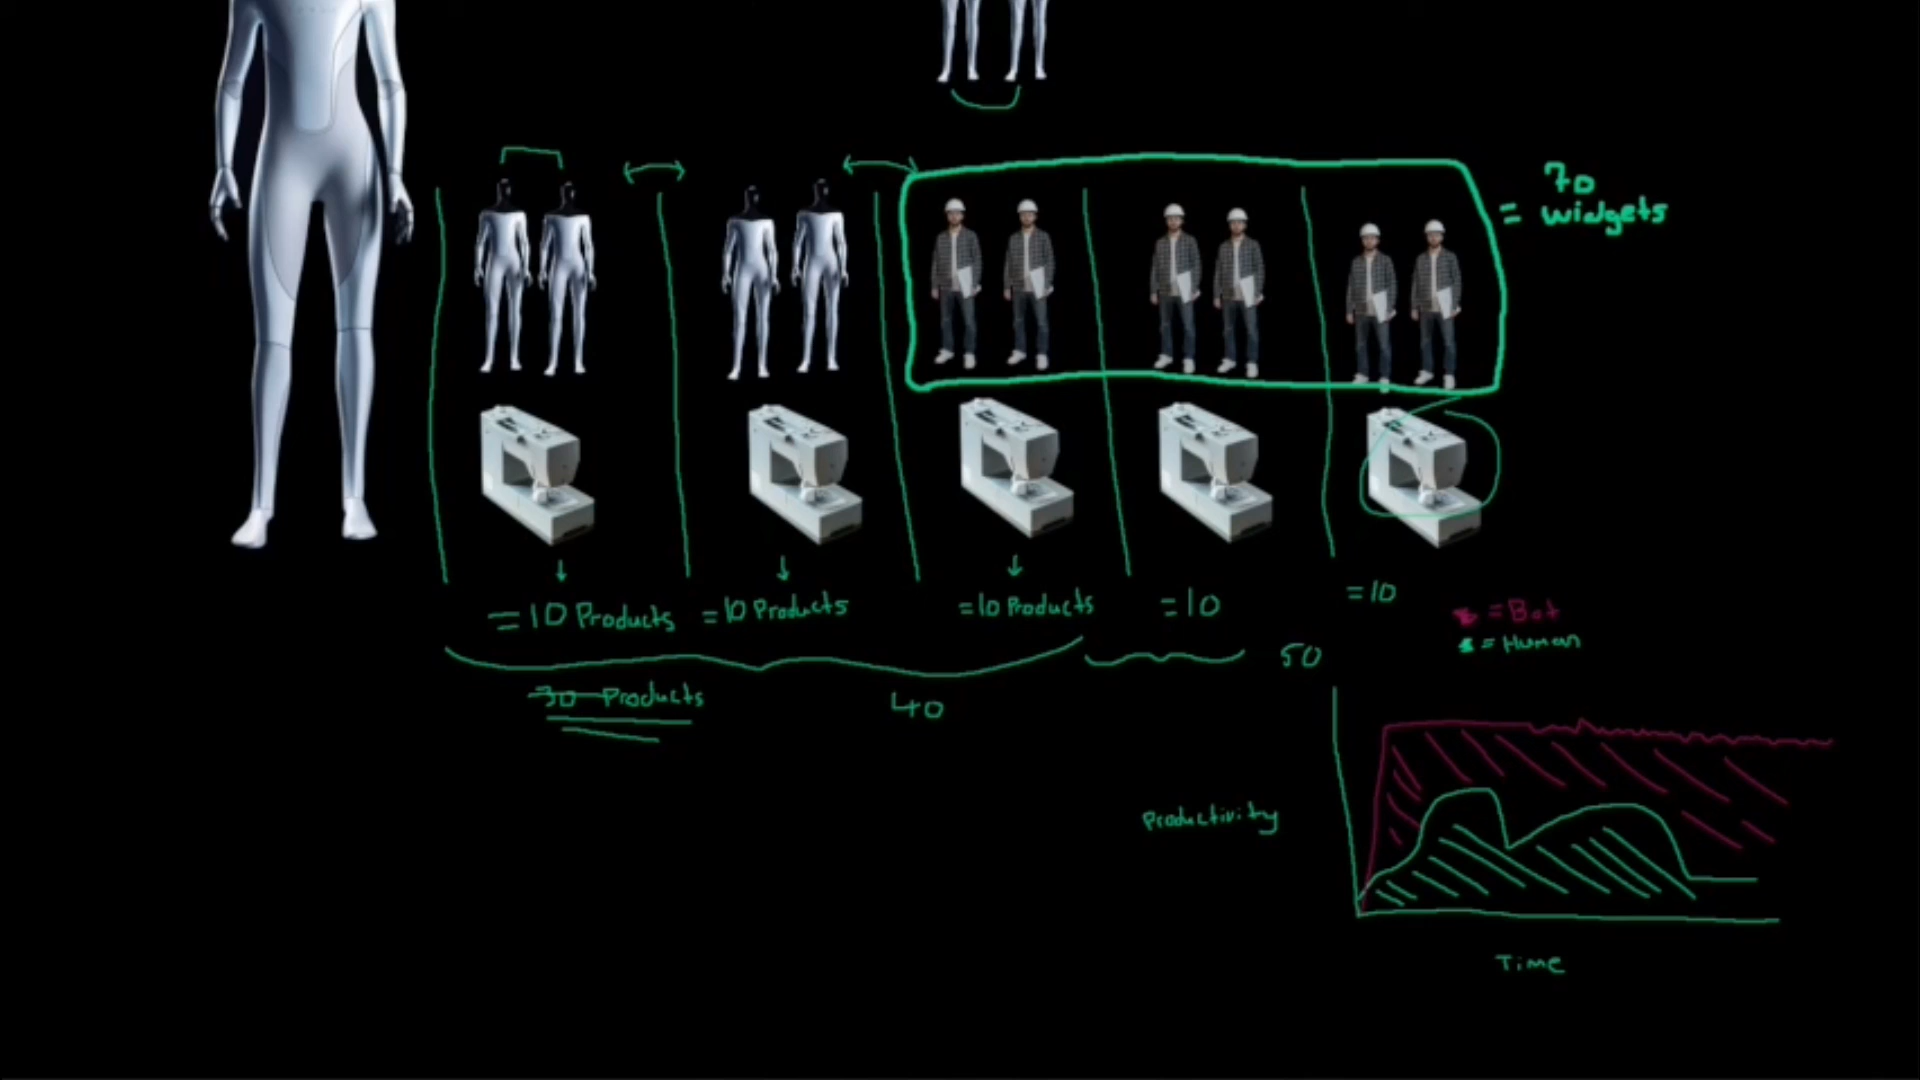 = 70
widgets
= 10 Products
= 10 Products
= 10 Products
= 10
= 10
= Bot
= Human
30 Products
40
50
Productivity
Time